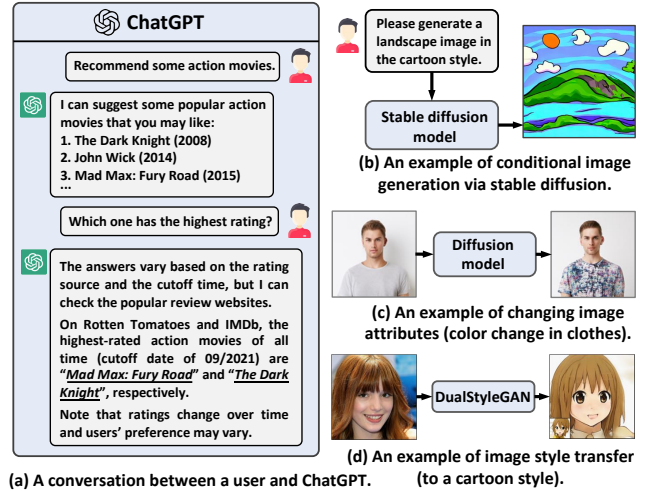 ChatGPT
Recommend some action movies.
I can suggest some popular action
movies that you may like:
1. The Dark Knight (2008)
2. John Wick (2014)
3. Mad Max: Fury Road (2015)
...
Which one has the highest rating?
The answers vary based on the rating
source and the cutoff time, but I can
check the popular review websites.
On Rotten Tomatoes and IMDb, the
highest-rated action movies of all
time (cutoff date of 09/2021) are
“Mad Max: Fury Road” and “The Dark
Knight”, respectively.
Note that ratings change over time
and users’ preference may vary.
(a) A conversation between a user and ChatGPT.
Please generate a
landscape image in
the cartoon style.
Stable diffusion
model
(b) An example of conditional image
generation via stable diffusion.
Diffusion
model
(c) An example of changing image
attributes (color change in clothes).
DualStyleGAN
(d) An example of image style transfer
(to a cartoon style).